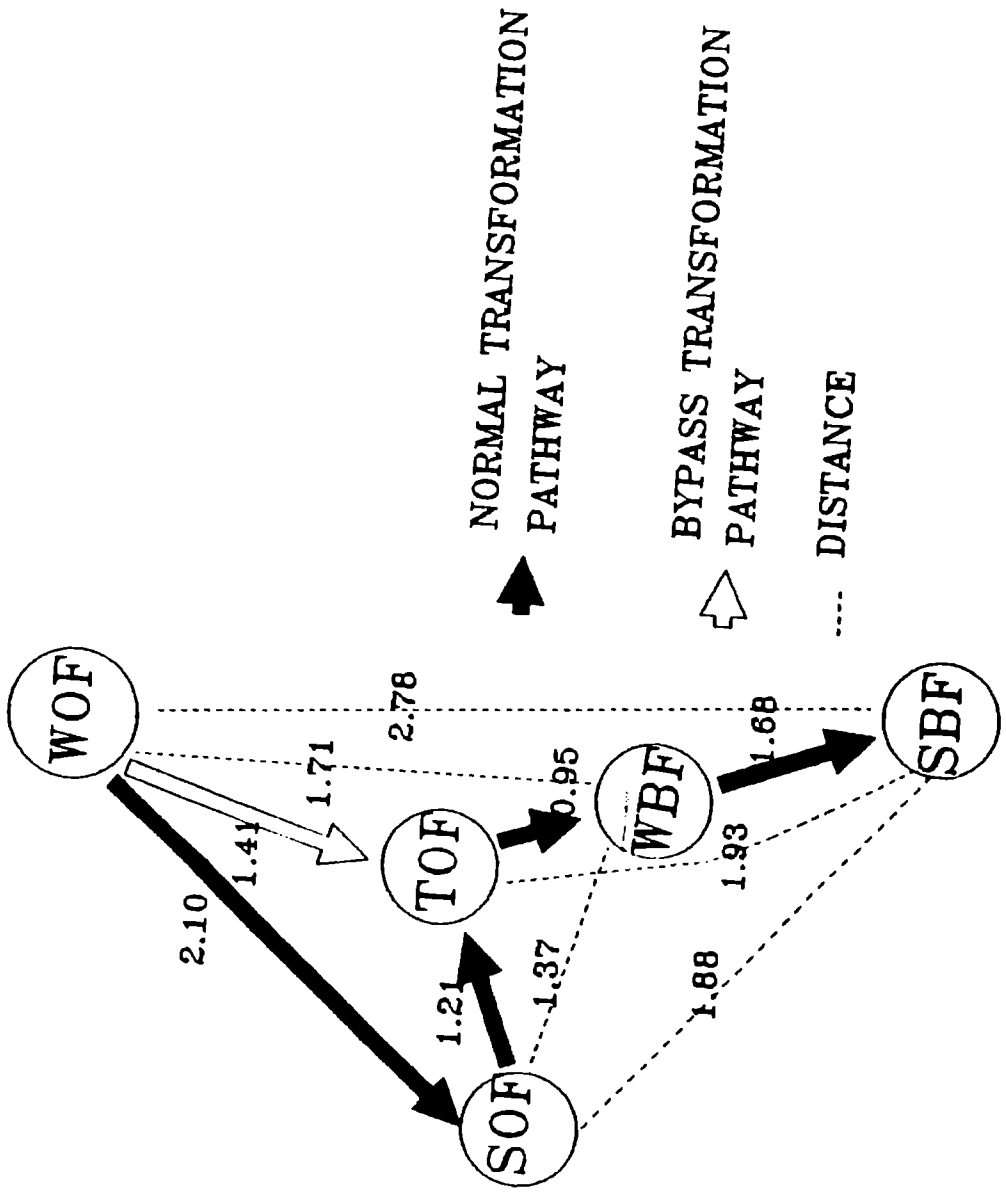 WOF
2.78
1.71
1.41
2.10
TOF
0.95
WBF
1.68
SBF
1.93
1.21
1.37
1.88
SOF
NORMAL TRANSFORMATION
PATHWAY
BYPASS TRANSFORMATION
PATHWAY
DISTANCE